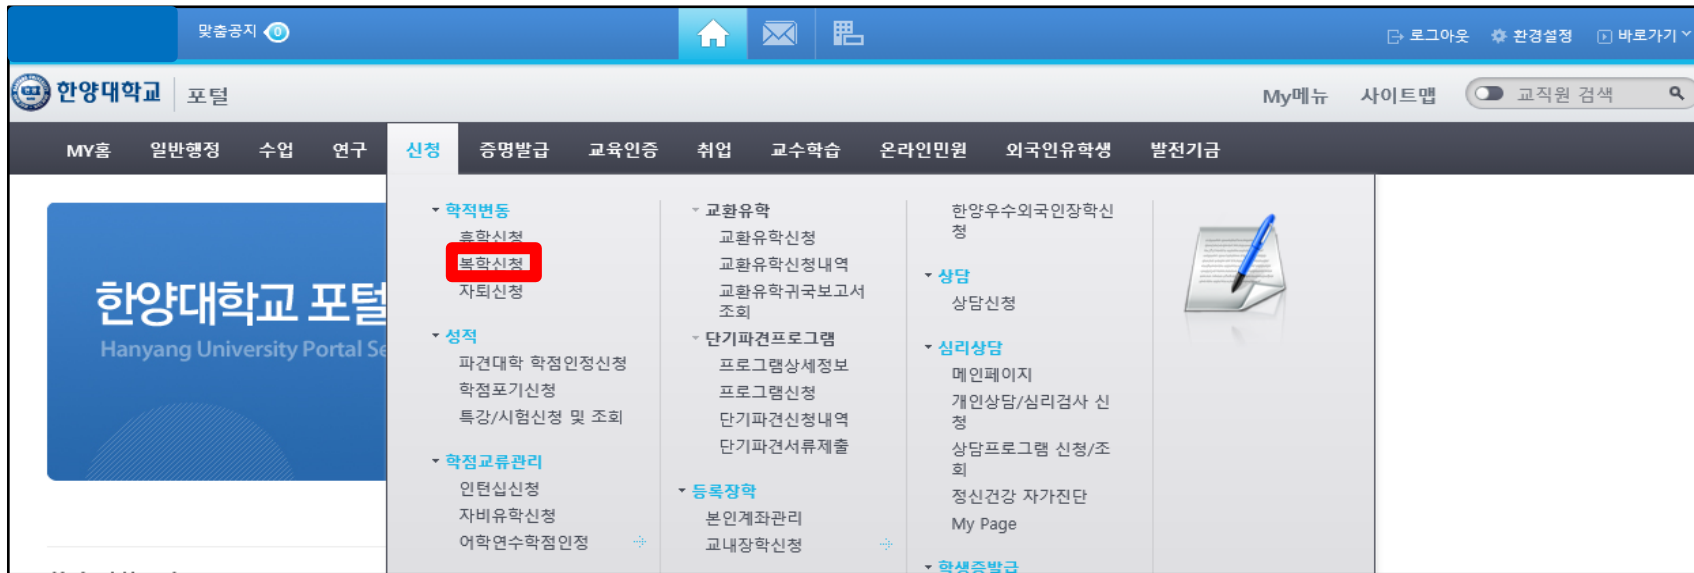 맞춤공지 0
로그아웃 환경설정 바로가기
한양대학교 포털
My메뉴 사이트맵 교직원 검색
MY홈 일반행정 수업 연구 신청 증명발급 교육인증 취업 교수학습 온라인민원 외국인유학생 발전기금
한양대학교 포털
Hanyang University Portal Se
학적변동
휴학신청
복학신청
자퇴신청
성적
파견대학 학점인정신청
학점포기신청
특강/시험신청 및 조회
학점교류관리
인턴십신청
자비유학신청
어학연수학점인정
교환유학
교환유학신청
교환유학신청내역
교환유학귀국보고서
조회
단기파견프로그램
프로그램상세정보
프로그램신청
단기파견신청내역
단기파견서류제출
등록장학
본인계좌관리
교내장학신청
한양우수외국인장학신
청
상담
상담신청
심리상담
메인페이지
개인상담/심리검사 신
청
상담프로그램 신청/조
회
정신건강 자가진단
My Page
학생증발급